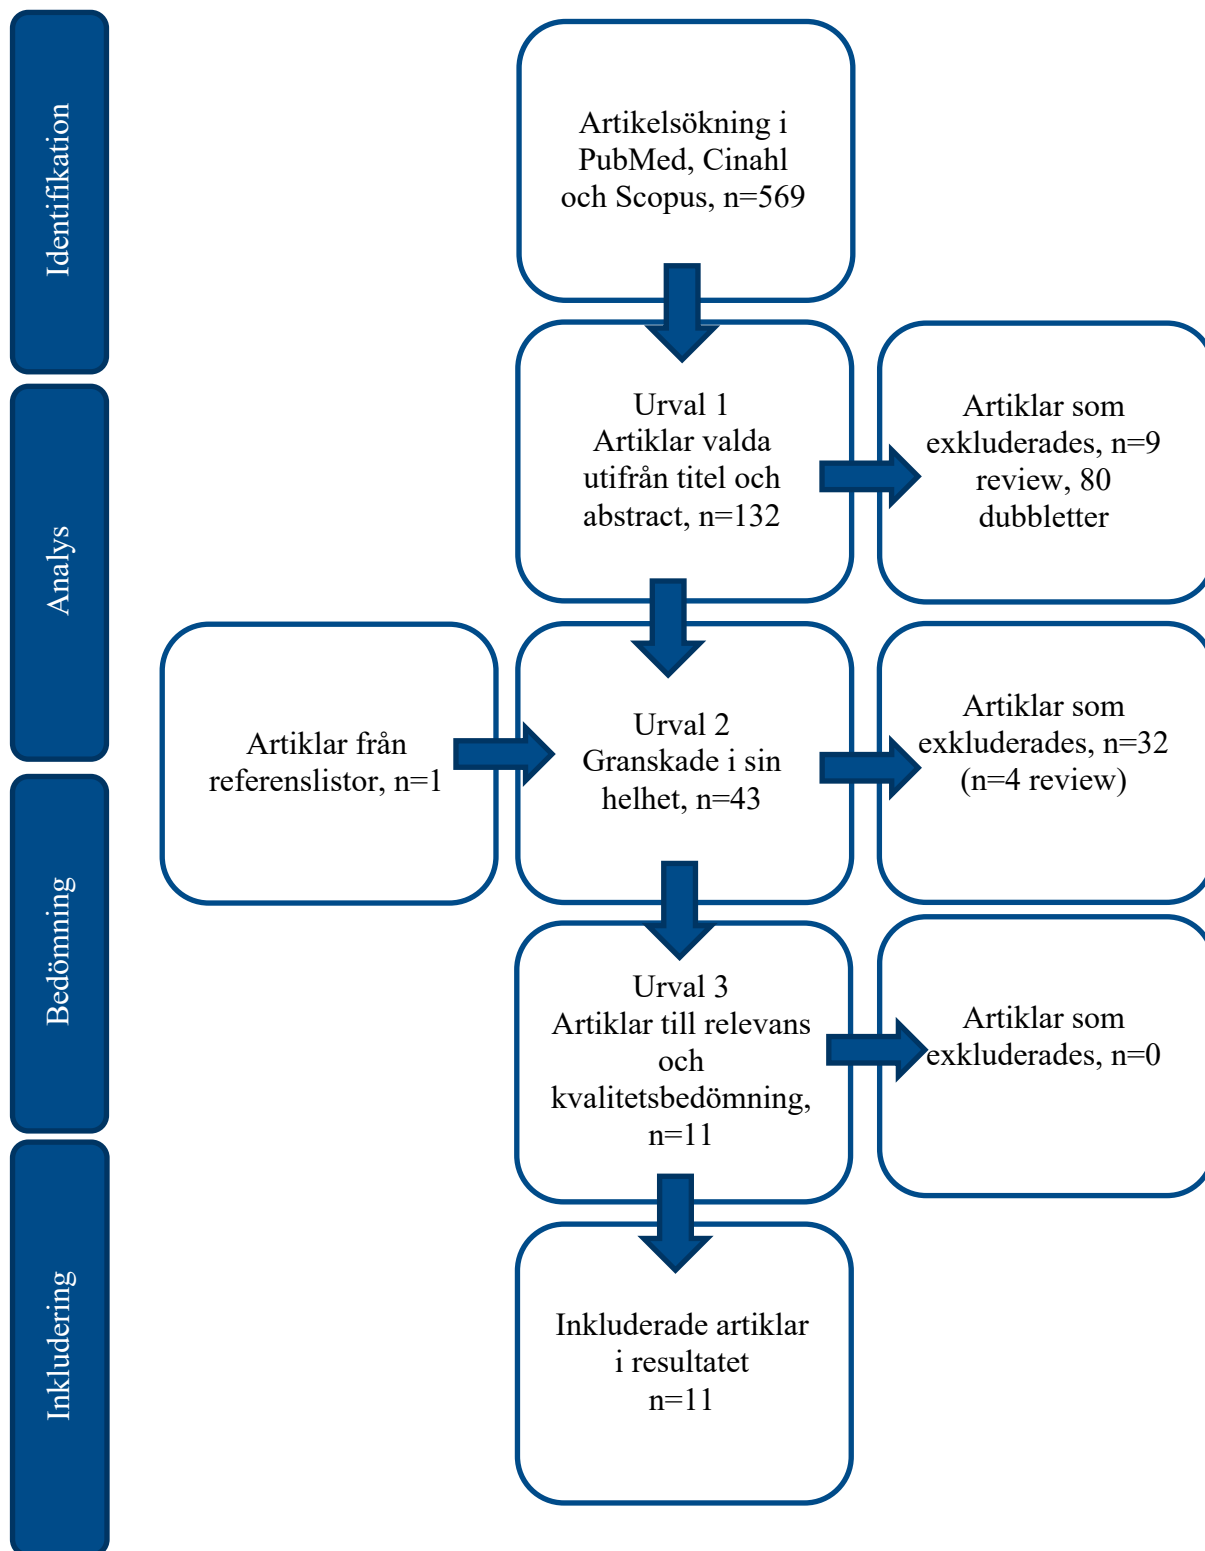 Identifikation
Artikelsökning i
PubMed, Cinahl
och Scopus, n=569
Analys
Urval 1
Artiklar valda
utifrån titel och
abstract, n=132
Artiklar som
exkluderades, n=9
review, 80
dubbletter
Artiklar från
referenslistor, n=1
Urval 2
Granskade i sin
helhet, n=43
Artiklar som
exkluderades, n=32
(n=4 review)
Bedömning
Urval 3
Artiklar till relevans
och
kvalitetsbedömning,
n=11
Artiklar som
exkluderades, n=0
Inkludering
Inkluderade artiklar
i resultatet
n=11